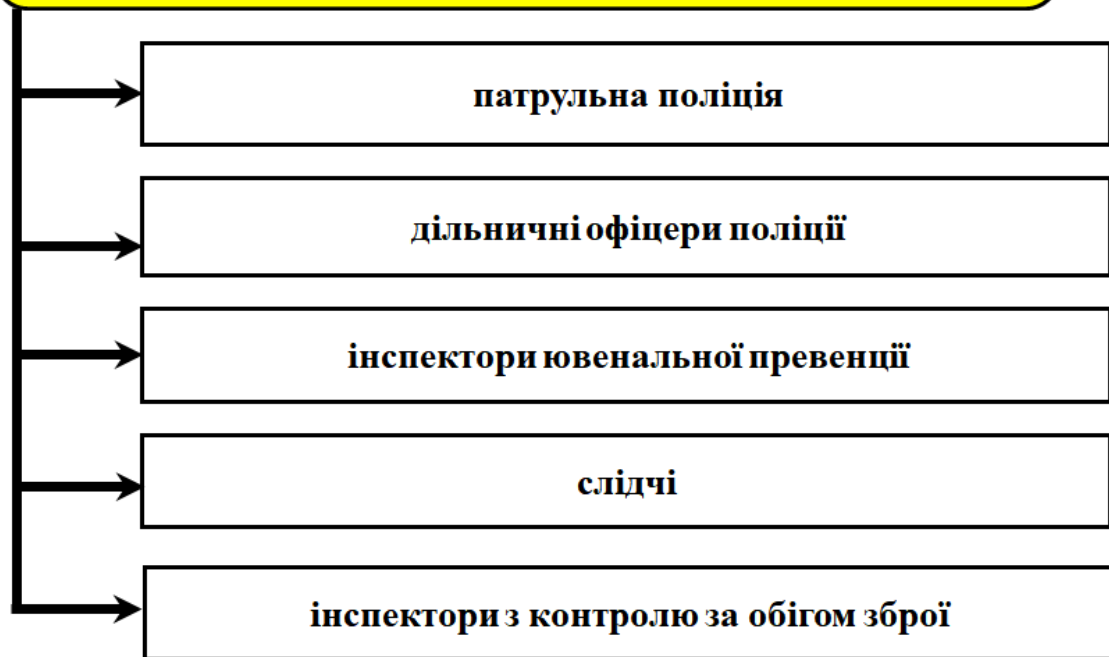 патрульна поліція
дільничні офіцери поліції
інспектори ювенальної превенції
слідчі
інспектори з контролю за обігом зброї